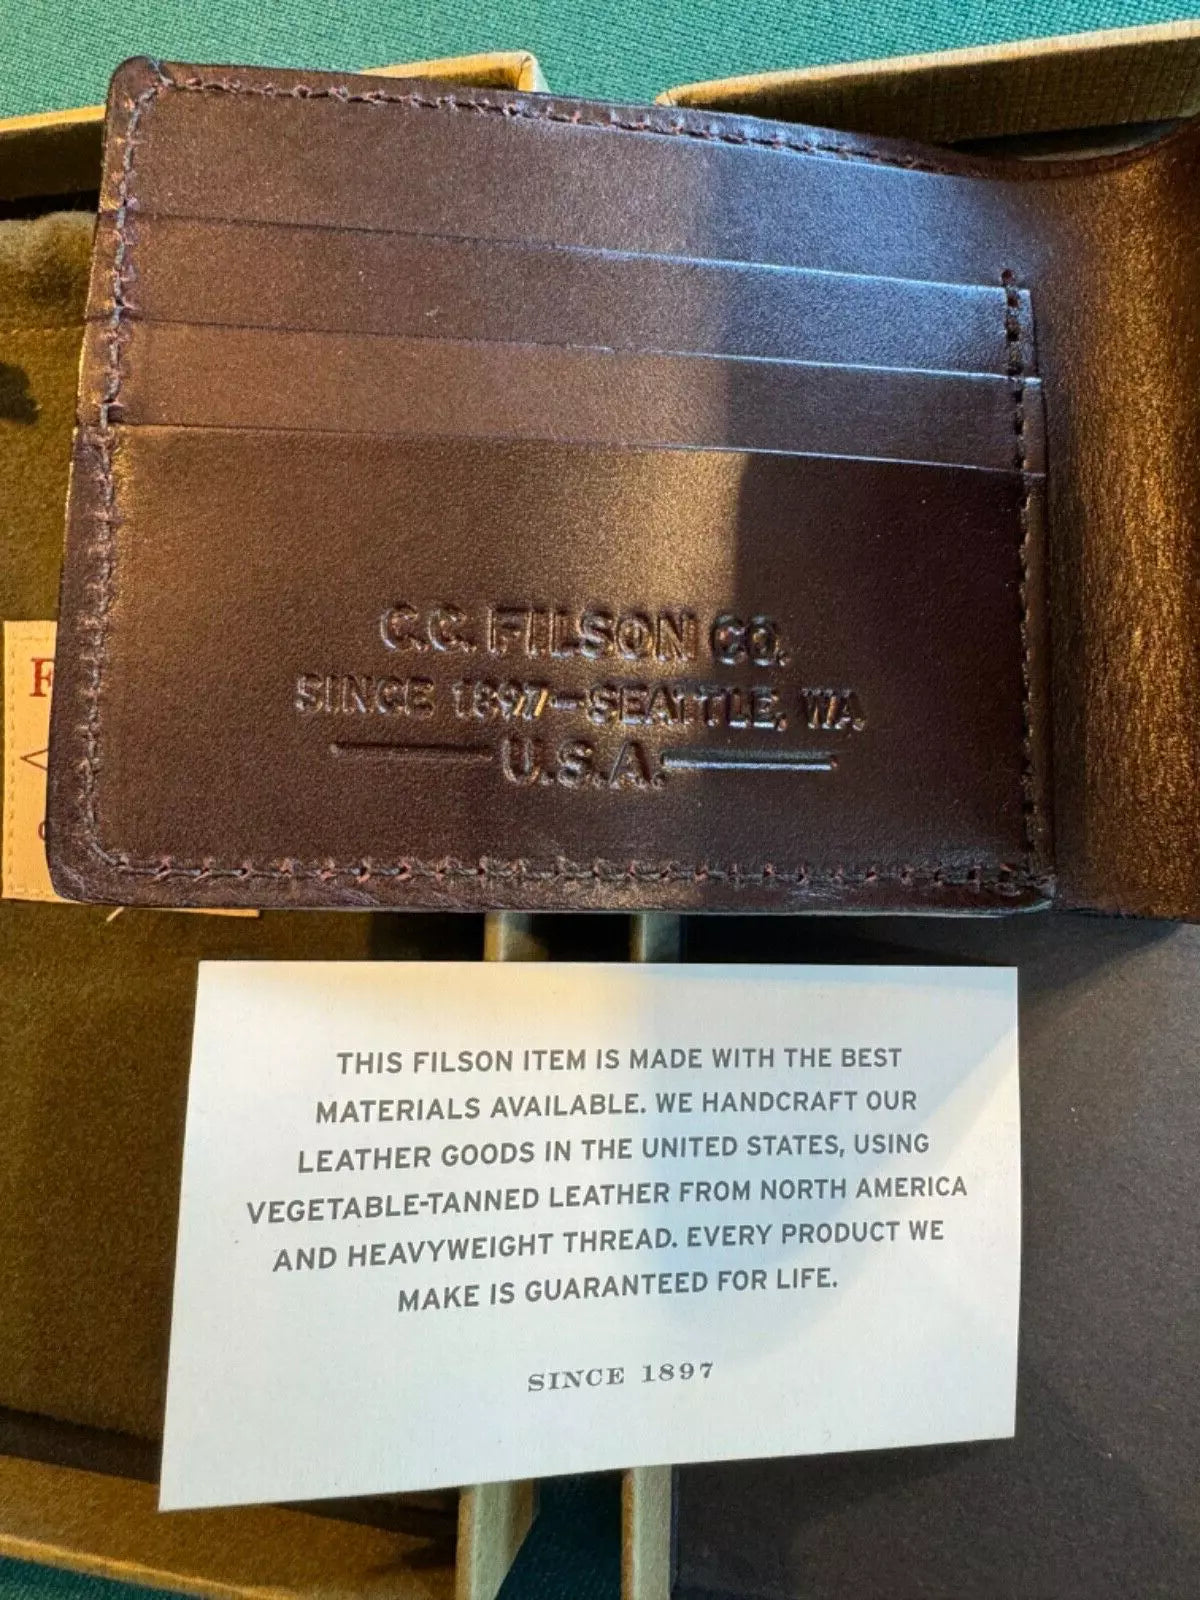 C.C. FILSON CO.
SINCE 1897—SEATTLE, WA.
U.S.A.
F
THIS FILSON ITEM IS MADE WITH THE BEST
MATERIALS AVAILABLE. WE HANDCRAFT OUR
LEATHER GOODS IN THE UNITED STATES, USING
VEGETABLE-TANNED LEATHER FROM NORTH AMERICA
AND HEAVYWEIGHT THREAD. EVERY PRODUCT WE
MAKE IS GUARANTEED FOR LIFE.
SINCE 1897